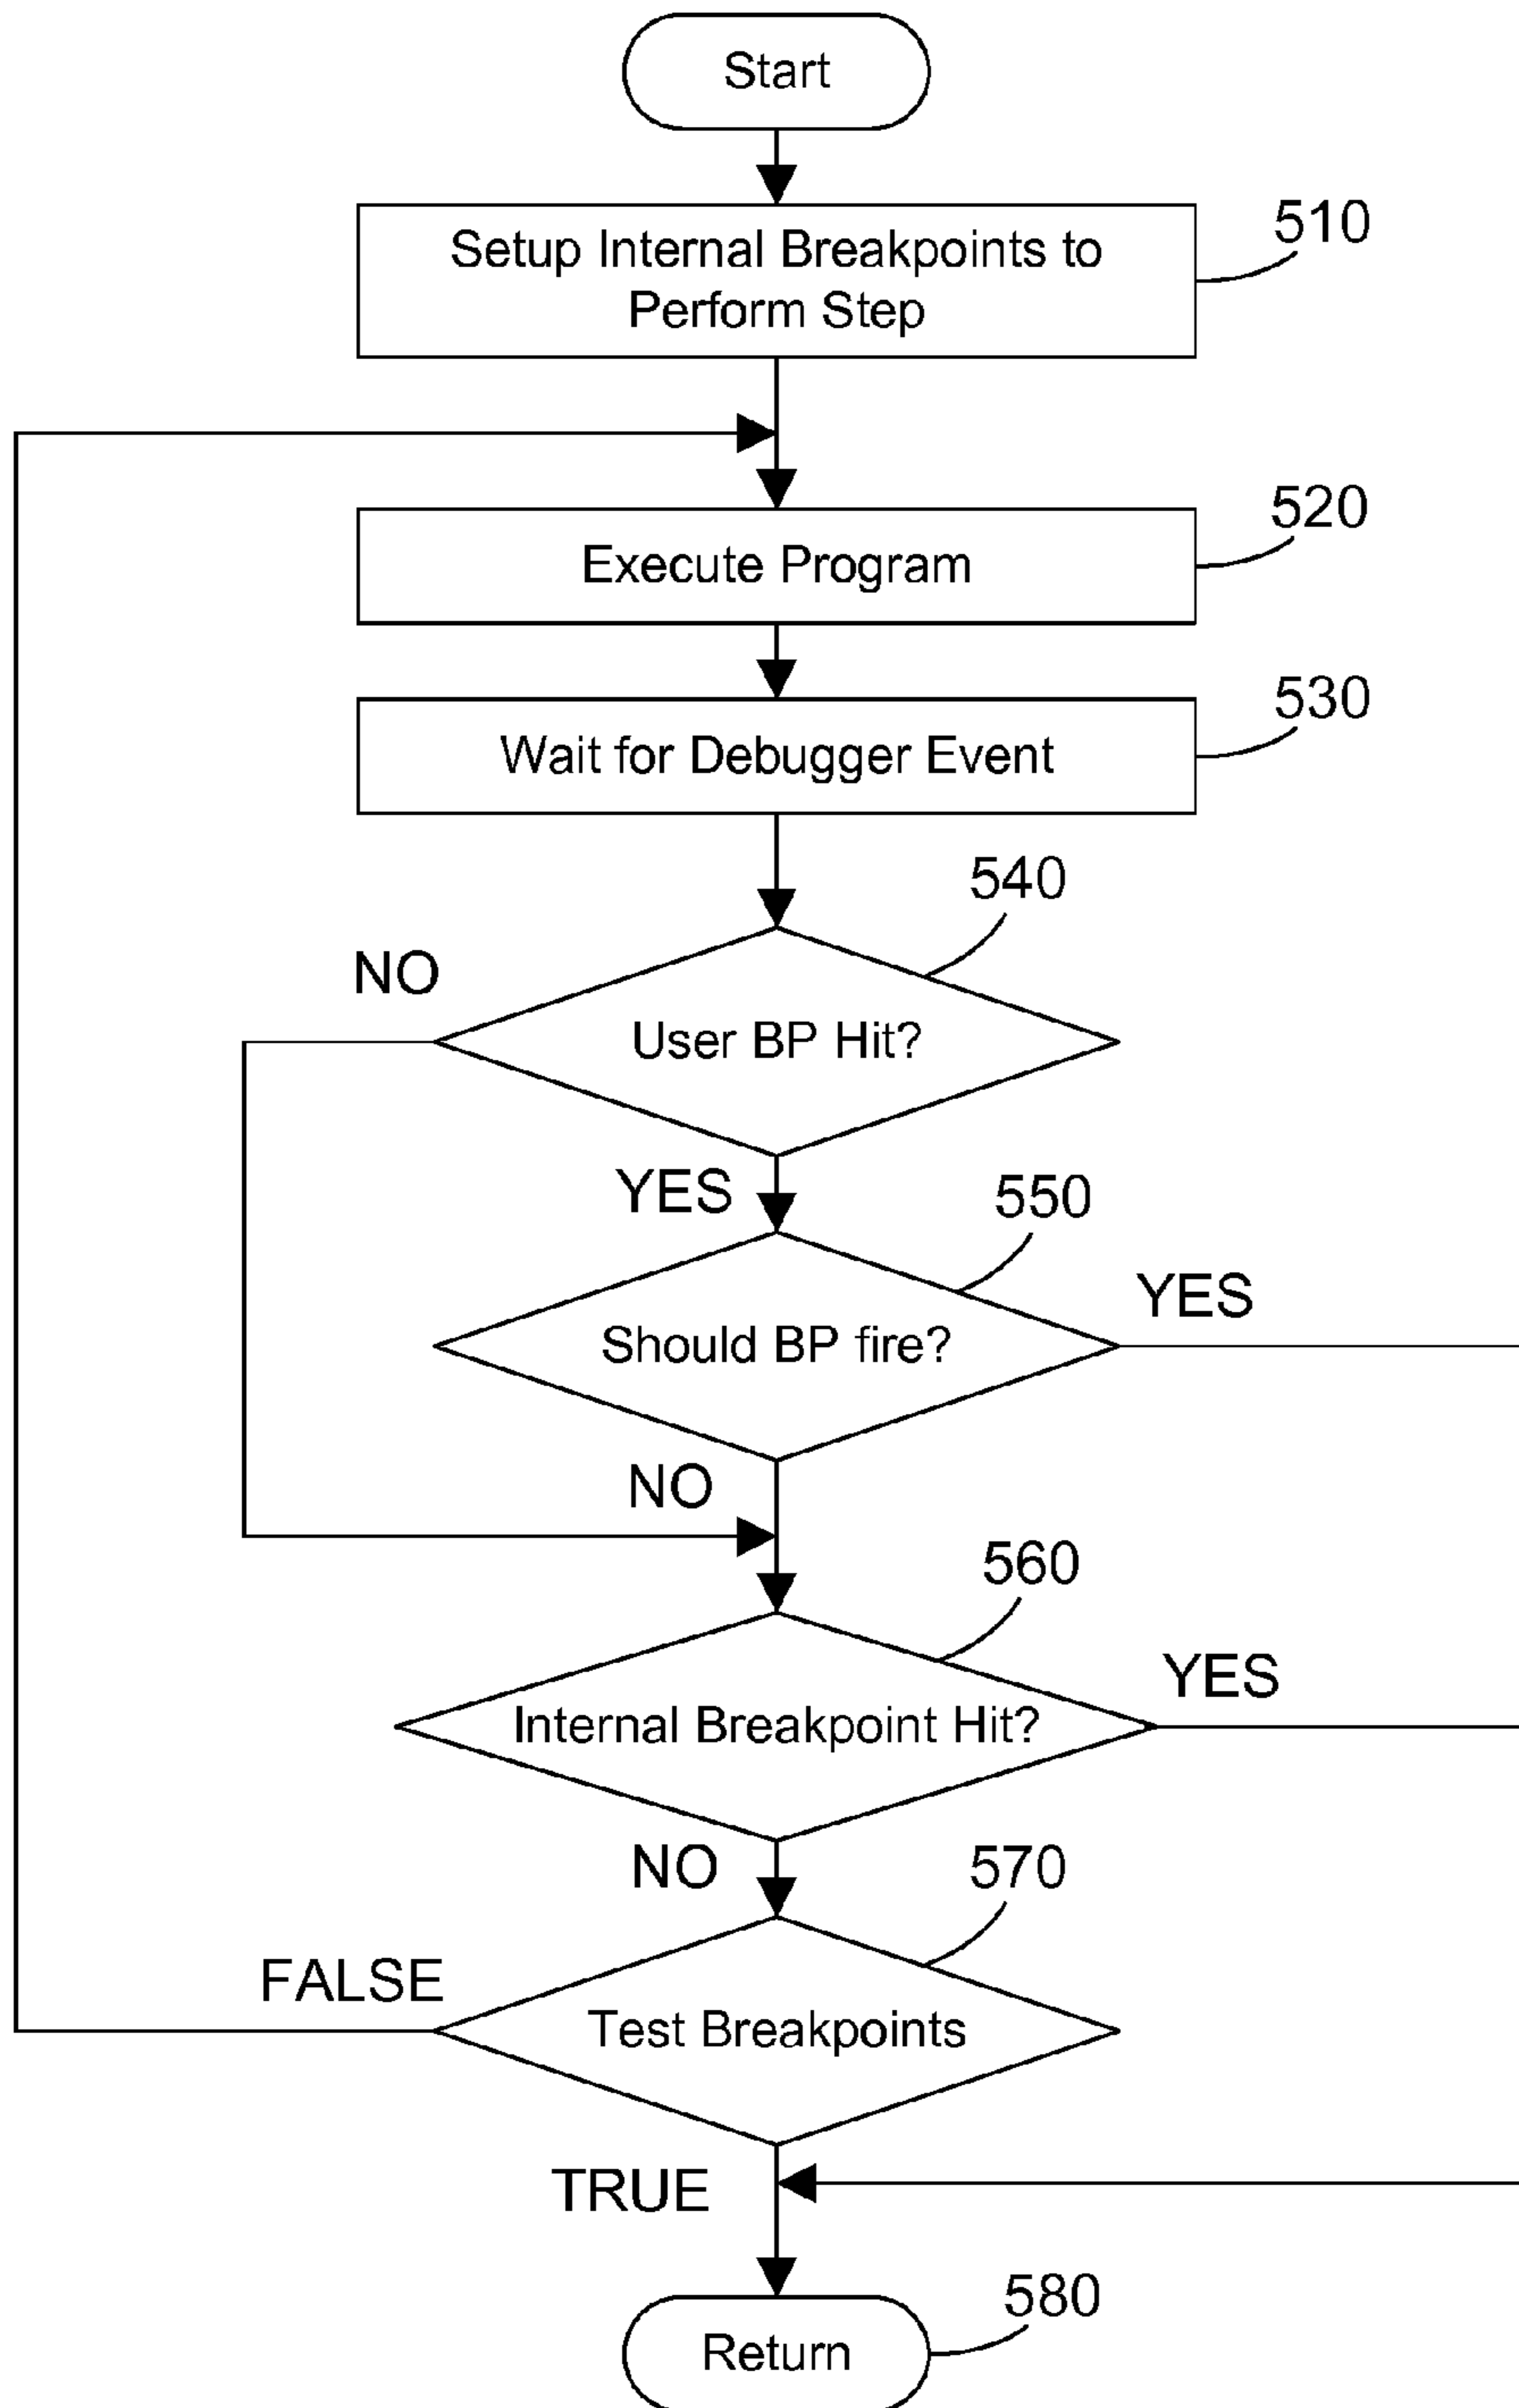 Start
Setup Internal Breakpoints to
Perform Step
510
Execute Program
520
Wait for Debugger Event
530
540
NO
User BP Hit?
YES
550
YES
Should BP fire?
NO
560
YES
Internal Breakpoint Hit?
NO
570
FALSE
Test Breakpoints
TRUE
580
Return